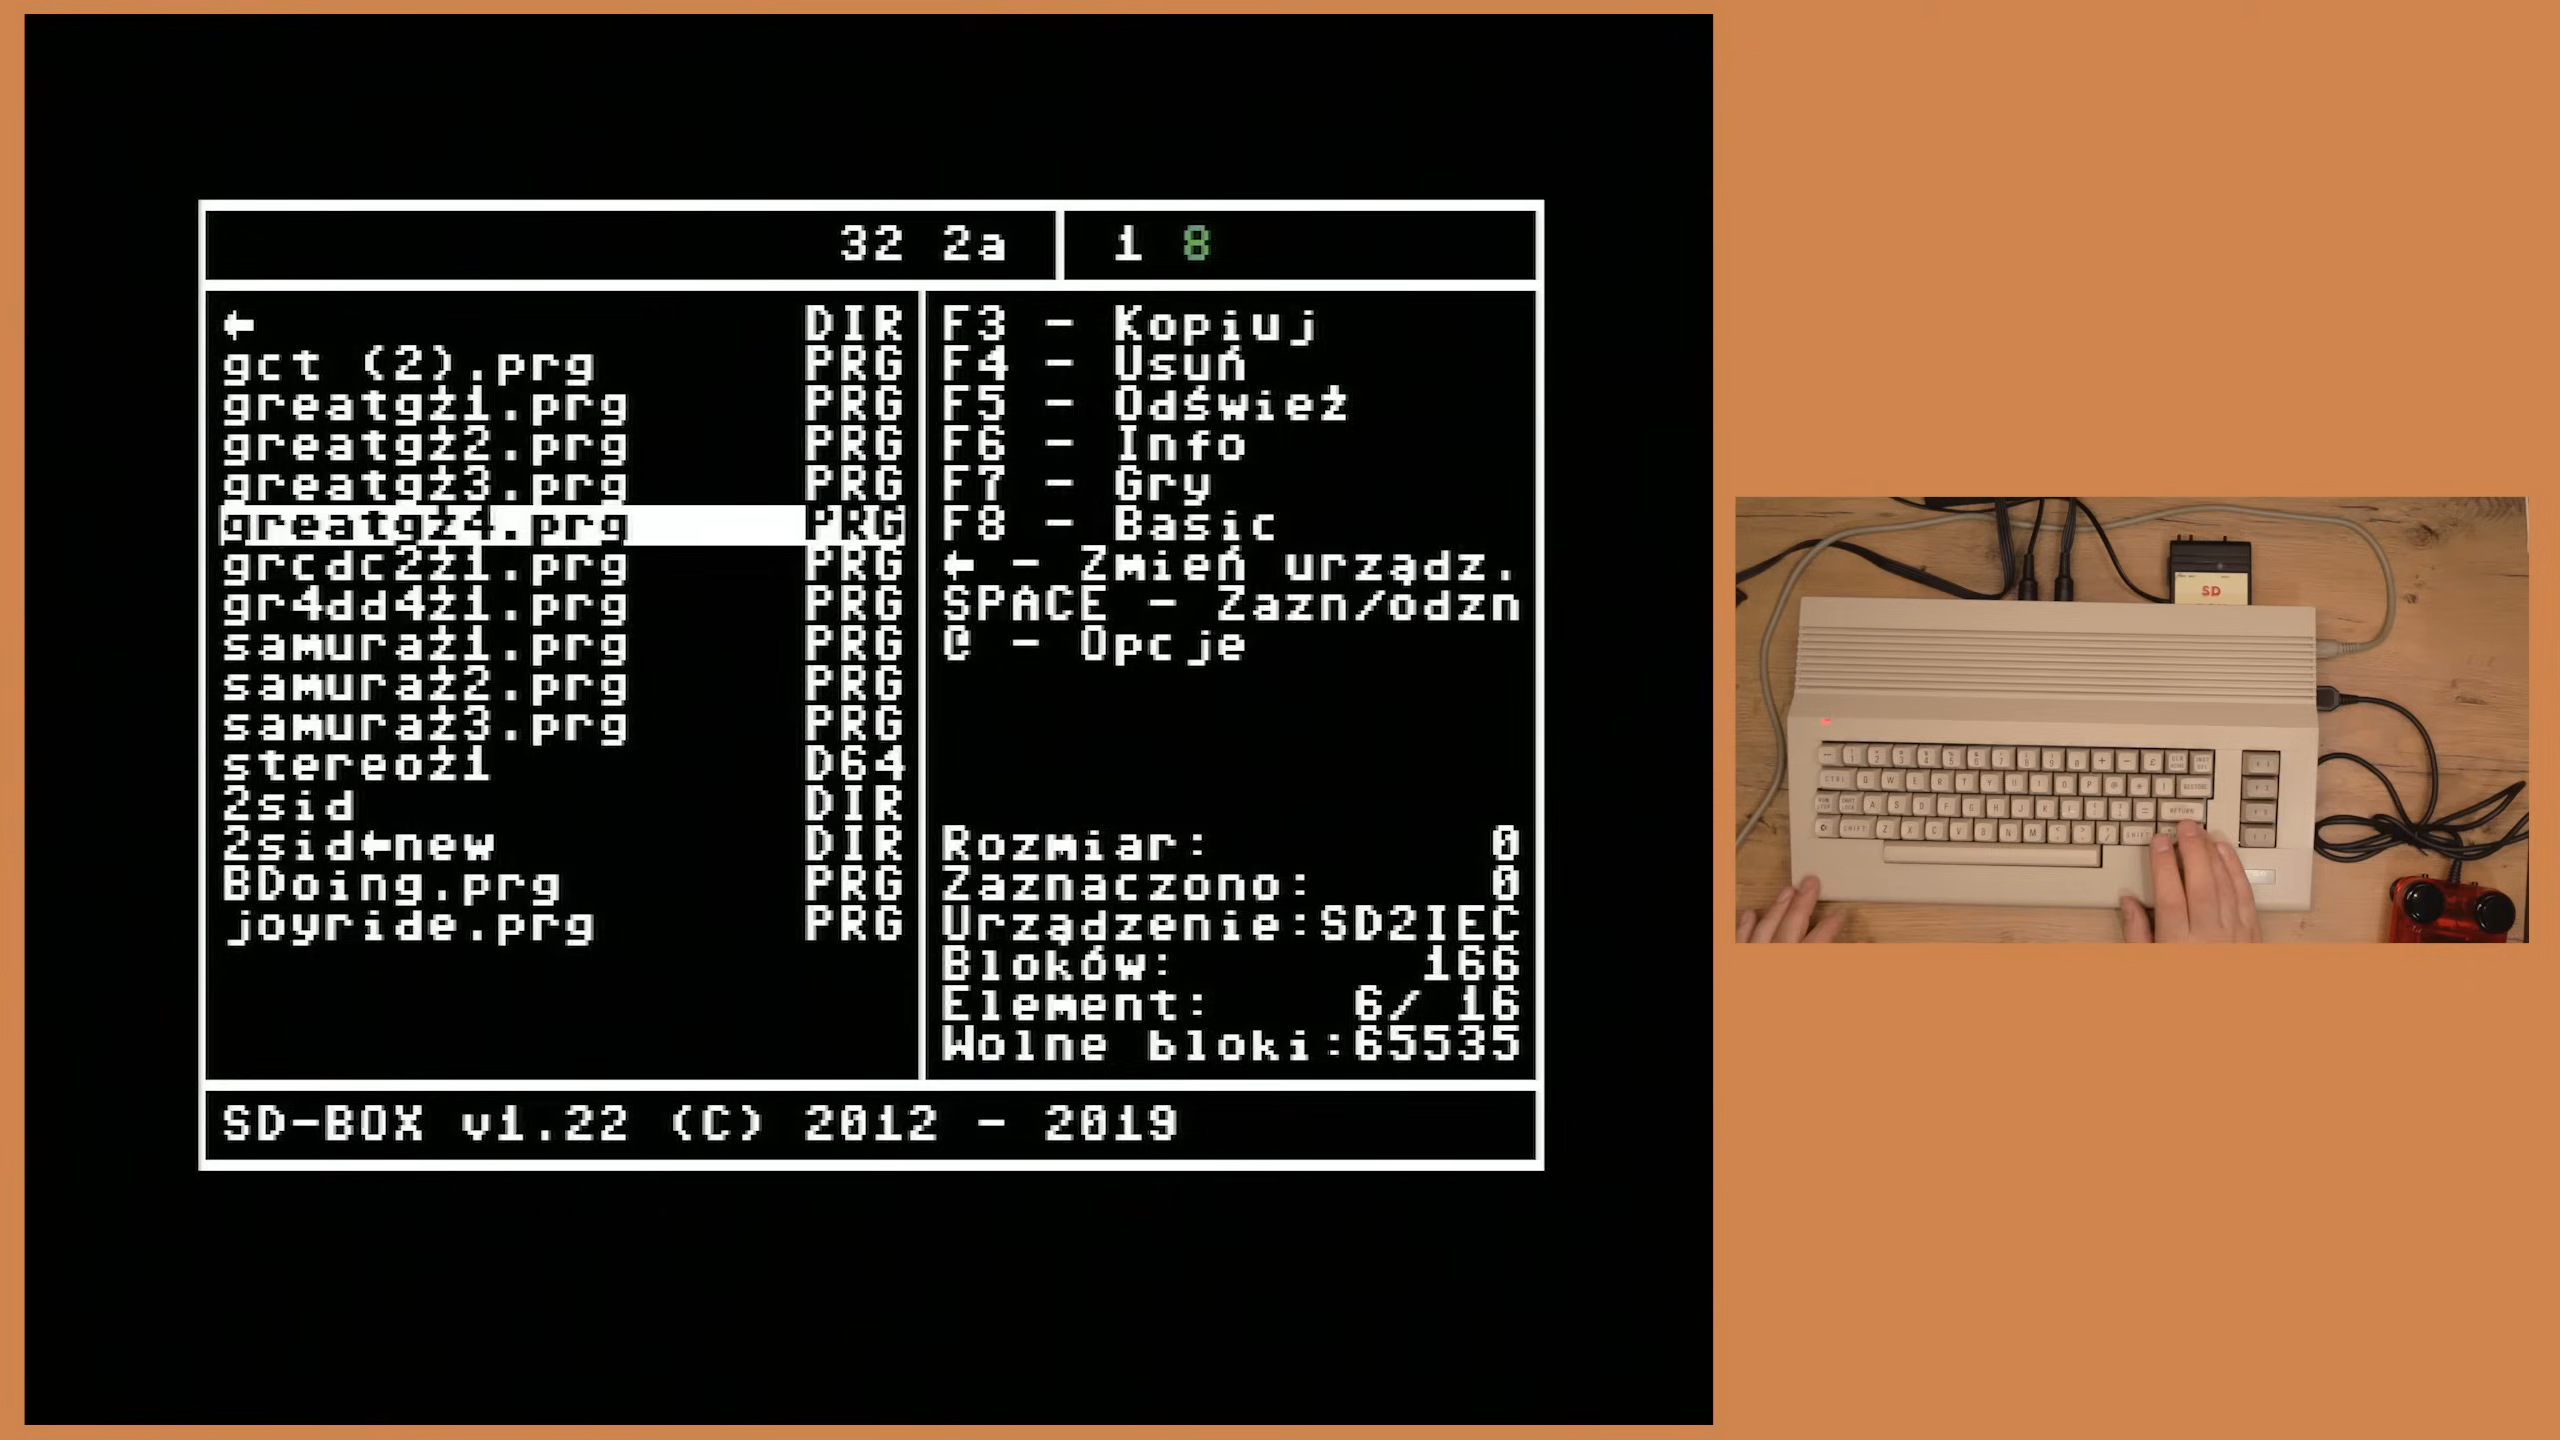 32 2a
1 8
← DIR
gct (2).prg PRG
greatgż1.prg PRG
greatgż2.prg PRG
greatgż3.prg PRG
greatgż4.prg PRG
grcdc2ż1.prg PRG
gr4dd4ż1.prg PRG
samuraż1.prg PRG
samuraż2.prg PRG
samuraż3.prg PRG
stereoż1 D64
2sid DIR
2sid←new DIR
BDoing.prg PRG
joyride.prg PRG
F3 - Kopiuj
F4 - Usuń
F5 - Odśwież
F6 - Info
F7 - Gry
F8 - Basic
← - Zmień urządz.
SPACE - Zazn/odzn
@ - Opcje
Rozmiar: 0
Zaznaczono: 0
Urządzenie:SD2IEC
Bloków: 166
Element: 6/ 16
Wolne bloki:65535
SD-BOX v1.22 (C) 2012 - 2019
SD